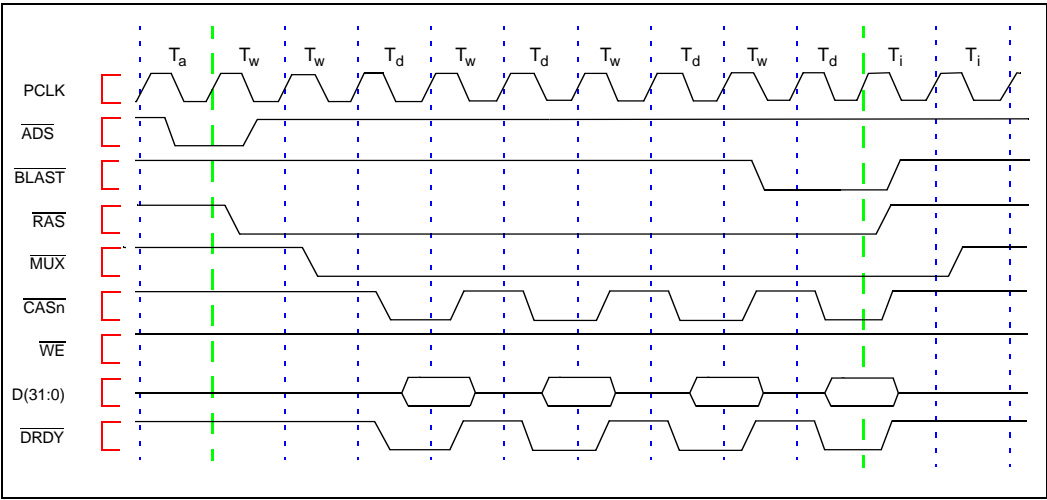 Ta Tw Tw Td Tw Td Tw Td Tw Td Ti Ti
PCLK
ADS
BLAST
RAS
MUX
CASn
WE
D(31:0)
DRDY